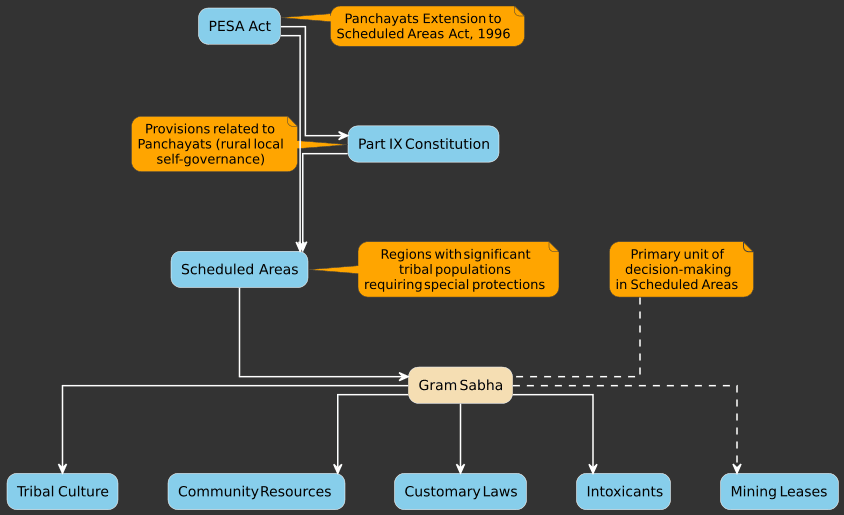 PESA Act
Panchayats Extension to
Scheduled Areas Act, 1996
Provisions related to
Panchayats (rural local
self-governance)
Part IX Constitution
Scheduled Areas
Regions with significant
tribal populations
requiring special protections
Primary unit of
decision-making
in Scheduled Areas
Gram Sabha
Tribal Culture
Community Resources
Customary Laws
Intoxicants
Mining Leases